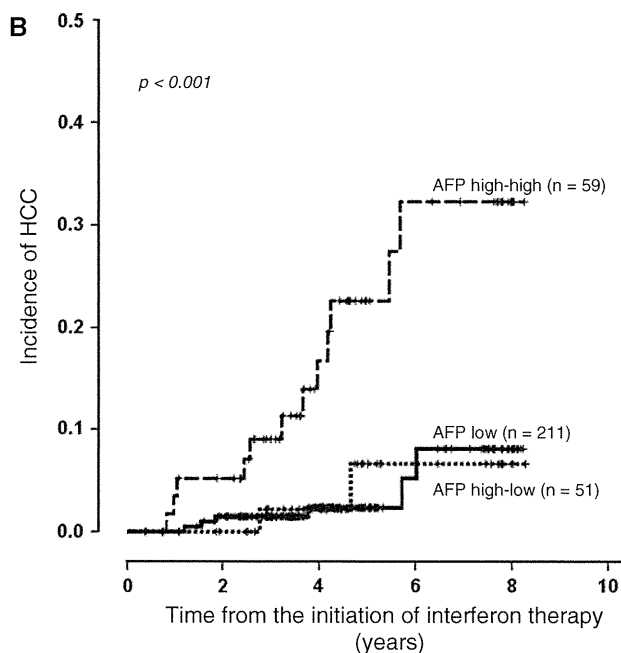 B
p < 0.001
0.5
0.4
0.3
0.2
0.1
0.0
Incidence of HCC
AFP high-high (n = 59)
AFP low (n = 211)
AFP high-low (n = 51)
0 2 4 6 8 10
Time from the initiation of interferon therapy
(years)